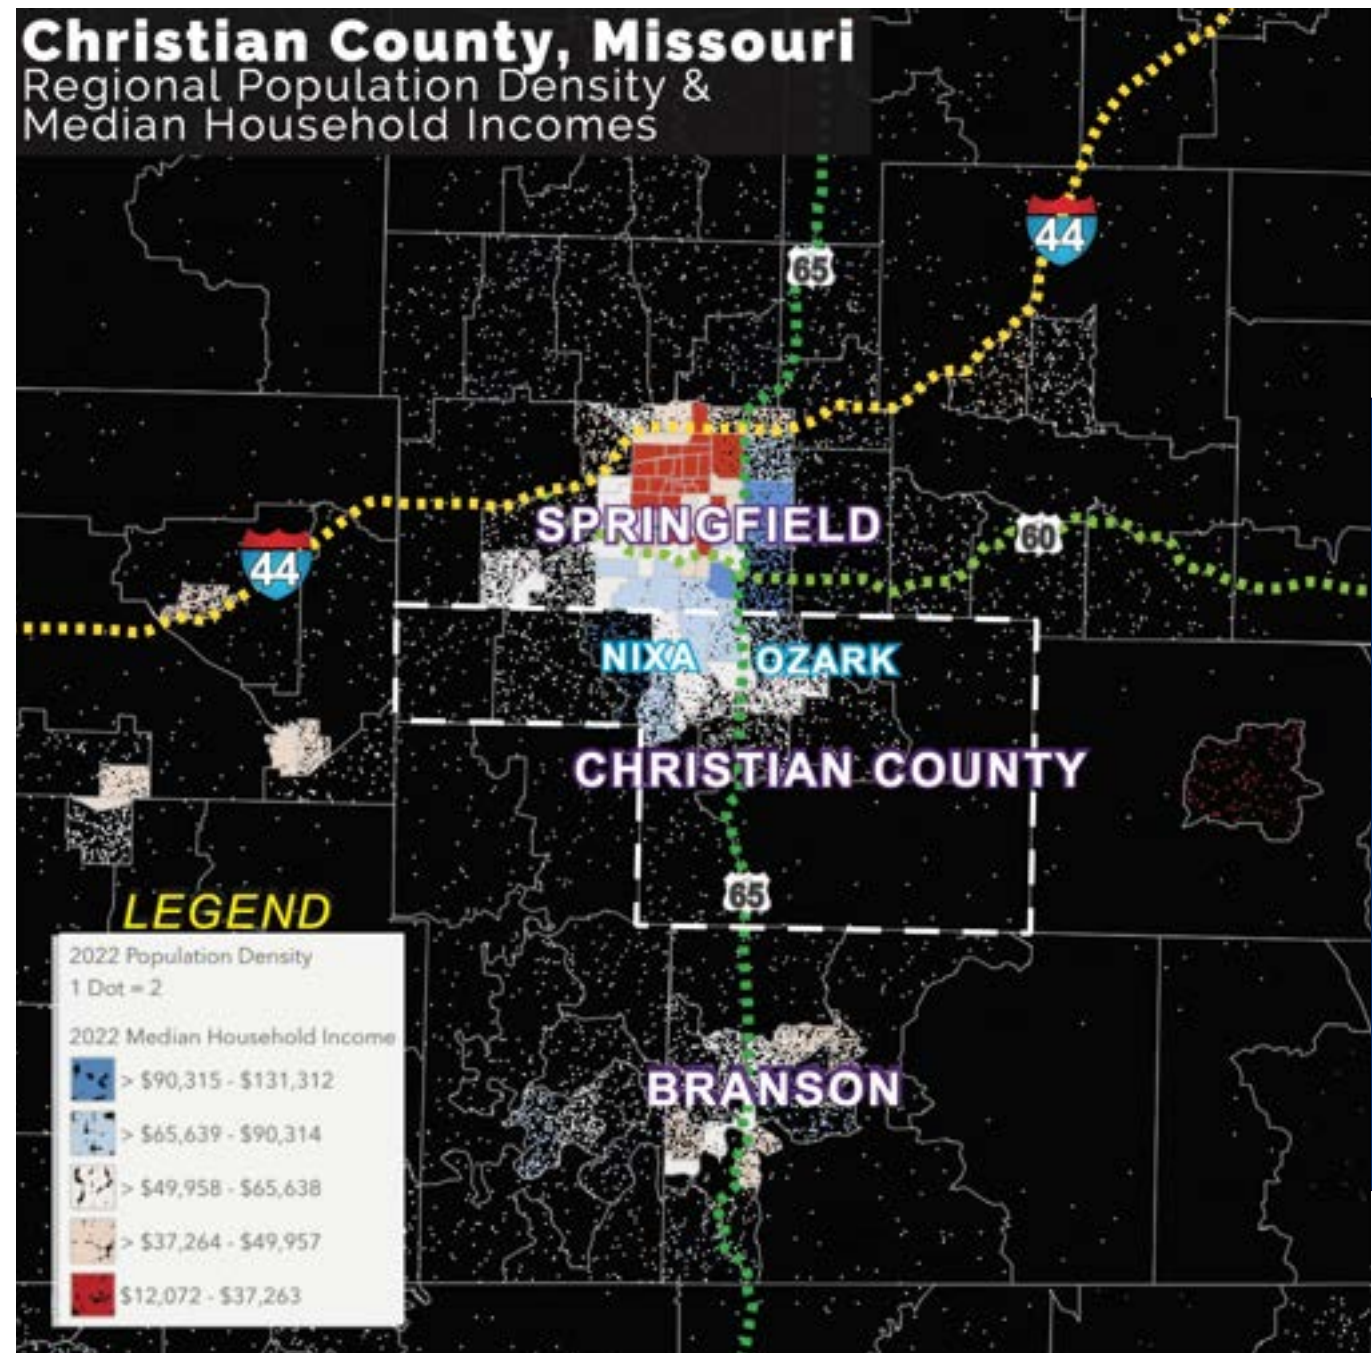 Christian County, Missouri
Regional Population Density &
Median Household Incomes
44
65
SPRINGFIELD
44
60
NIXA
OZARK
CHRISTIAN COUNTY
65
LEGEND
2022 Population Density
1 Dot = 2
2022 Median Household Income
> $90,315 - $131,312
> $65,639 - $90,314
> $49,958 - $65,638
> $37,264 - $49,957
$12,072 - $37,263
BRANSON